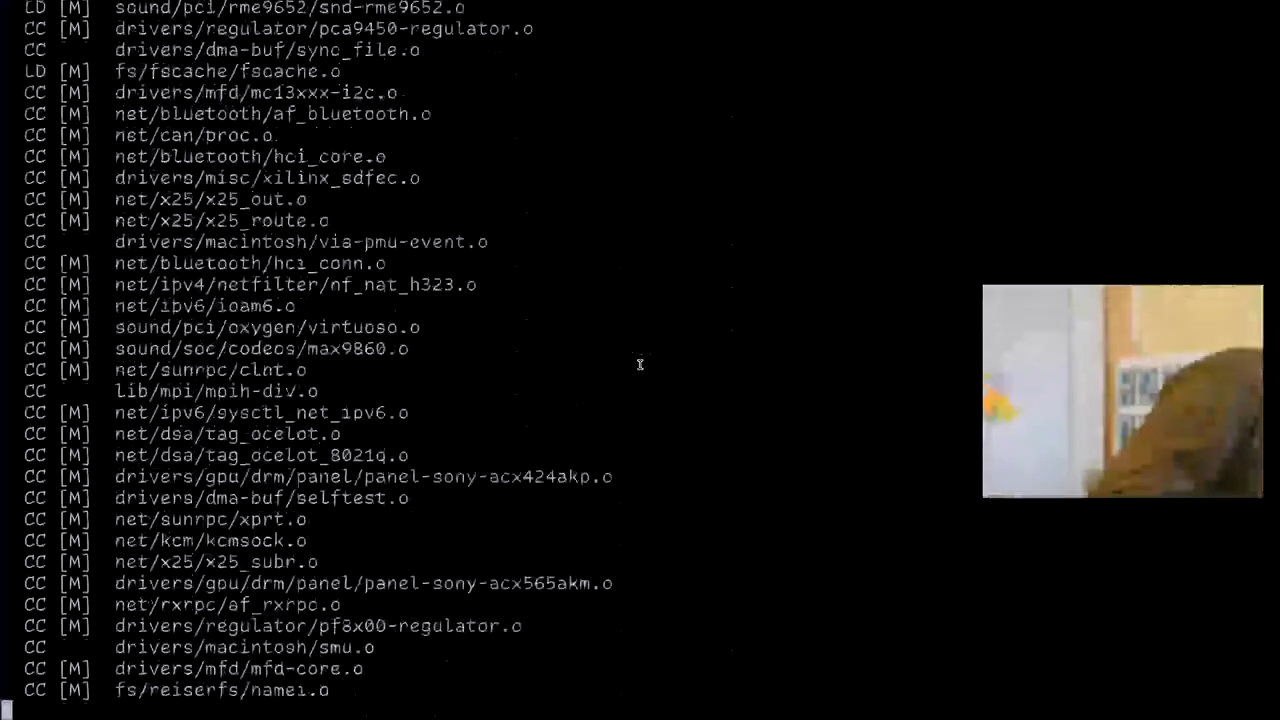 LD [M] sound/pci/rme9652/snd-rme9652.o
CC [M] drivers/regulator/pca9450-regulator.o
CC drivers/dma-buf/sync_file.o
LD [M] fs/fscache/fscache.o
CC [M] drivers/mfd/mc13xxx-i2c.o
CC [M] net/bluetooth/af_bluetooth.o
CC [M] net/can/proc.o
CC [M] net/bluetooth/hci_core.o
CC [M] drivers/misc/xilinx_sdfec.o
CC [M] net/x25/x25_out.o
CC [M] net/x25/x25_route.o
CC drivers/macintosh/via-pmu-event.o
CC [M] net/bluetooth/hci_conn.o
CC [M] net/ipv4/netfilter/nf_nat_h323.o
CC [M] net/ipv6/ioam6.o
CC [M] sound/pci/oxygen/virtuoso.o
CC [M] sound/soc/codecs/max9860.o
CC [M] net/sunrpc/clnt.o
CC lib/mpi/mpih-div.o
CC [M] net/ipv6/sysctl_net_ipv6.o
CC [M] net/dsa/tag_ocelot.o
CC [M] net/dsa/tag_ocelot_8021q.o
CC [M] drivers/gpu/drm/panel/panel-sony-acx424akp.o
CC [M] drivers/dma-buf/selftest.o
CC [M] net/sunrpc/xprt.o
CC [M] net/kcm/kcmsock.o
CC [M] net/x25/x25_subr.o
CC [M] drivers/gpu/drm/panel/panel-sony-acx565akm.o
CC [M] net/rxrpc/af_rxrpc.o
CC [M] drivers/regulator/pf8x00-regulator.o
CC drivers/macintosh/smu.o
CC [M] drivers/mfd/mfd-core.o
CC [M] fs/reiserfs/namei.o